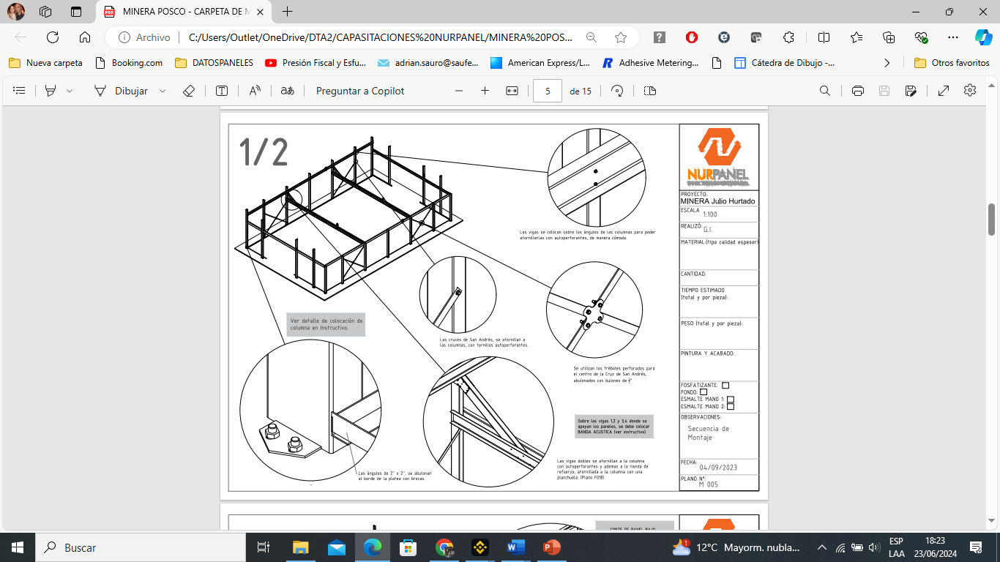 MINERA POSCO - CARPETA DE M
Archivo
C:/Users/Outlet/OneDrive/DTA2/CAPASITACIONES%20NURPANEL/MINERA%20POS...
Nueva carpeta
Booking.com
DATOSPANELES
Presión Fiscal y Esfu...
adrian.sauro@saufe...
American Express/L...
Adhesive Metering...
Cátedra de Dibujo -...
Otros favoritos
Dibujar
Preguntar a Copilot
5
de 15
1/2
Las vigas se colocan sobre los ángulos de las columnas para poder
atornillarlas con autoperforantes, de manera cómoda.
Ver detalle de colocación de
columna en Instructivo.
Las cruces de San Andrés, se atornillan a
las columnas, con tornillos autoperforantes.
Se utilizan los tréboles perforados para
el centro de la Cruz de San Andrés,
abulonados con bulones de
Sobre las vigas 1,2 y 3,4 donde se
apoyan los paneles, se debe colocar
BANDA ACUSTICA (ver instructivo)
Las ángulos de 2" x 2", se abulonan
al borde de la platea con brocas.
Las vigas dobles se atornillan a la columna
con autoperforantes y ademas a la rienda de
refuerzo, atornillada a la columna con una
planchuela. (Plano F018)
NURPANEL
PROYECTO:
MINERA Julio Hurtado
ESCALA
1:100
REALIZÓ:
G.I.
MATERIAL:(tipo calidad espesor)
CANTIDAD:
TIEMPO ESTIMADO
(total y por pieza):
PESO (total y por pieza):
PINTURA Y ACABADO:
FOSFATIZANTE:
FONDO:
ESMALTE MANO 1:
ESMALTE MANO 2:
OBSERVACIONES:
Secuencia de
Montaje
FECHA:
04/09/2023
PLANO Nº:
M 005
Buscar
12°C Mayorm. nubla...
ESP
LAA
18:23
23/06/2024